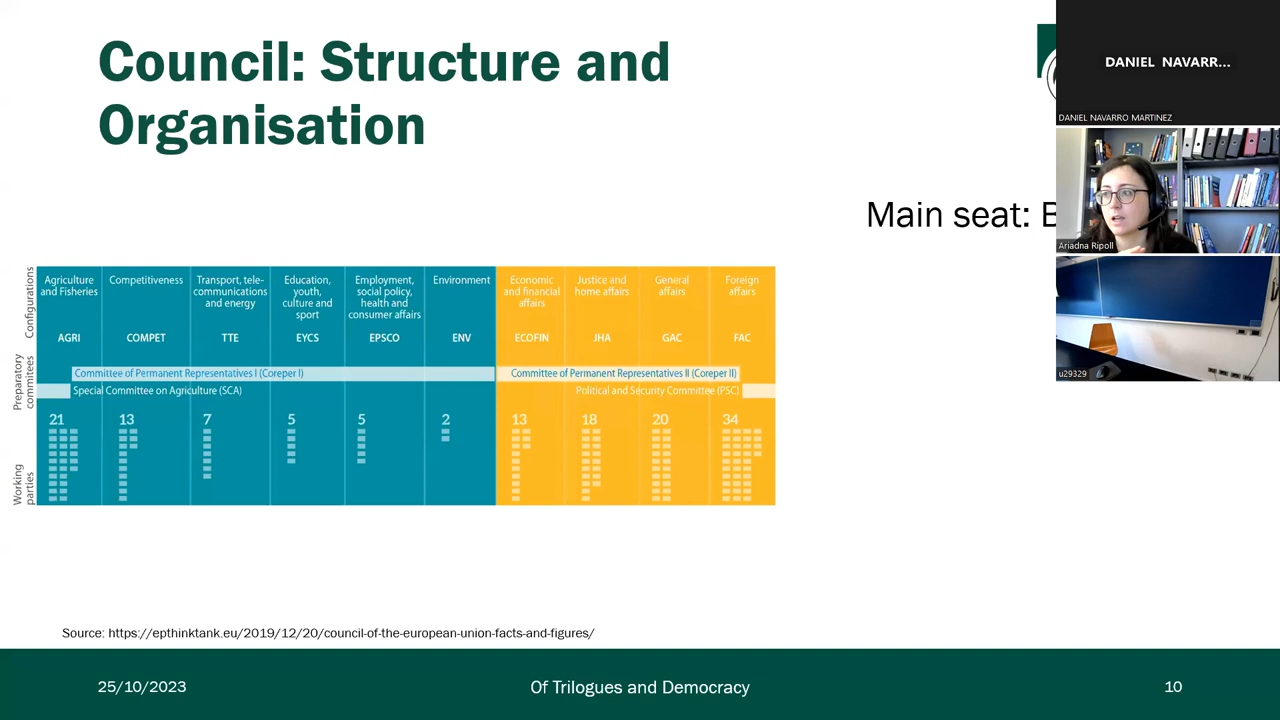 Council: Structure and
Organisation
Main seat: B
DANIEL NAVARR...
DANIEL NAVARRO MARTINEZ
Ariadna Ripoll
u29329
Configurations
Agriculture
and Fisheries
AGRI
Competitiveness
COMPET
Transport, tele-
communications
and energy
TTE
Education,
youth,
culture and
sport
EYCS
Employment,
social policy,
health and
consumer affairs
EPSCO
Environment
ENV
Economic
and financial
affairs
ECOFIN
Justice and
home affairs
JHA
General
affairs
GAC
Foreign
affairs
FAC
Preparatory
commitees
Committee of Permanent Representatives I (Coreper I)
Committee of Permanent Representatives II (Coreper II)
Special Committee on Agriculture (SCA)
Political and Security Committee (PSC)
Working
parties
21 13 7 5 5 2 13 18 20 34
Source: https://epthinktank.eu/2019/12/20/council-of-the-european-union-facts-and-figures/
25/10/2023
Of Trilogues and Democracy
10